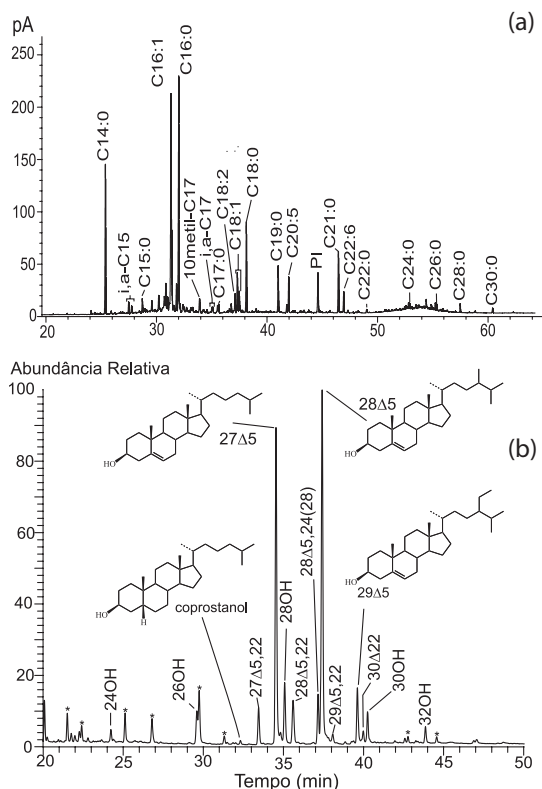 pA
(a)
250
200
150
100
50
0
C14:0
i,a-C15
C15:0
C16:1
C16:0
10metil-C17
i,a-C17
C17:0
C18:2
C18:1
C18:0
C19:0
C20:5
PI
C21:0
C22:6
C22:0
C24:0
C26:0
C28:0
C30:0
20 30 40 50 60
Abundância Relativa
(b)
100
80
60
40
20
0
HO
27Δ5
28Δ5
HO
HO
H
coprostanol
HO
29Δ5
24OH
26OH
27Δ5,22
28OH
28Δ5,22
28Δ5,24(28)
29Δ5,22
30Δ22
30OH
32OH
* * * * * * * *
20 25 30 35 40 45 50
Tempo (min)